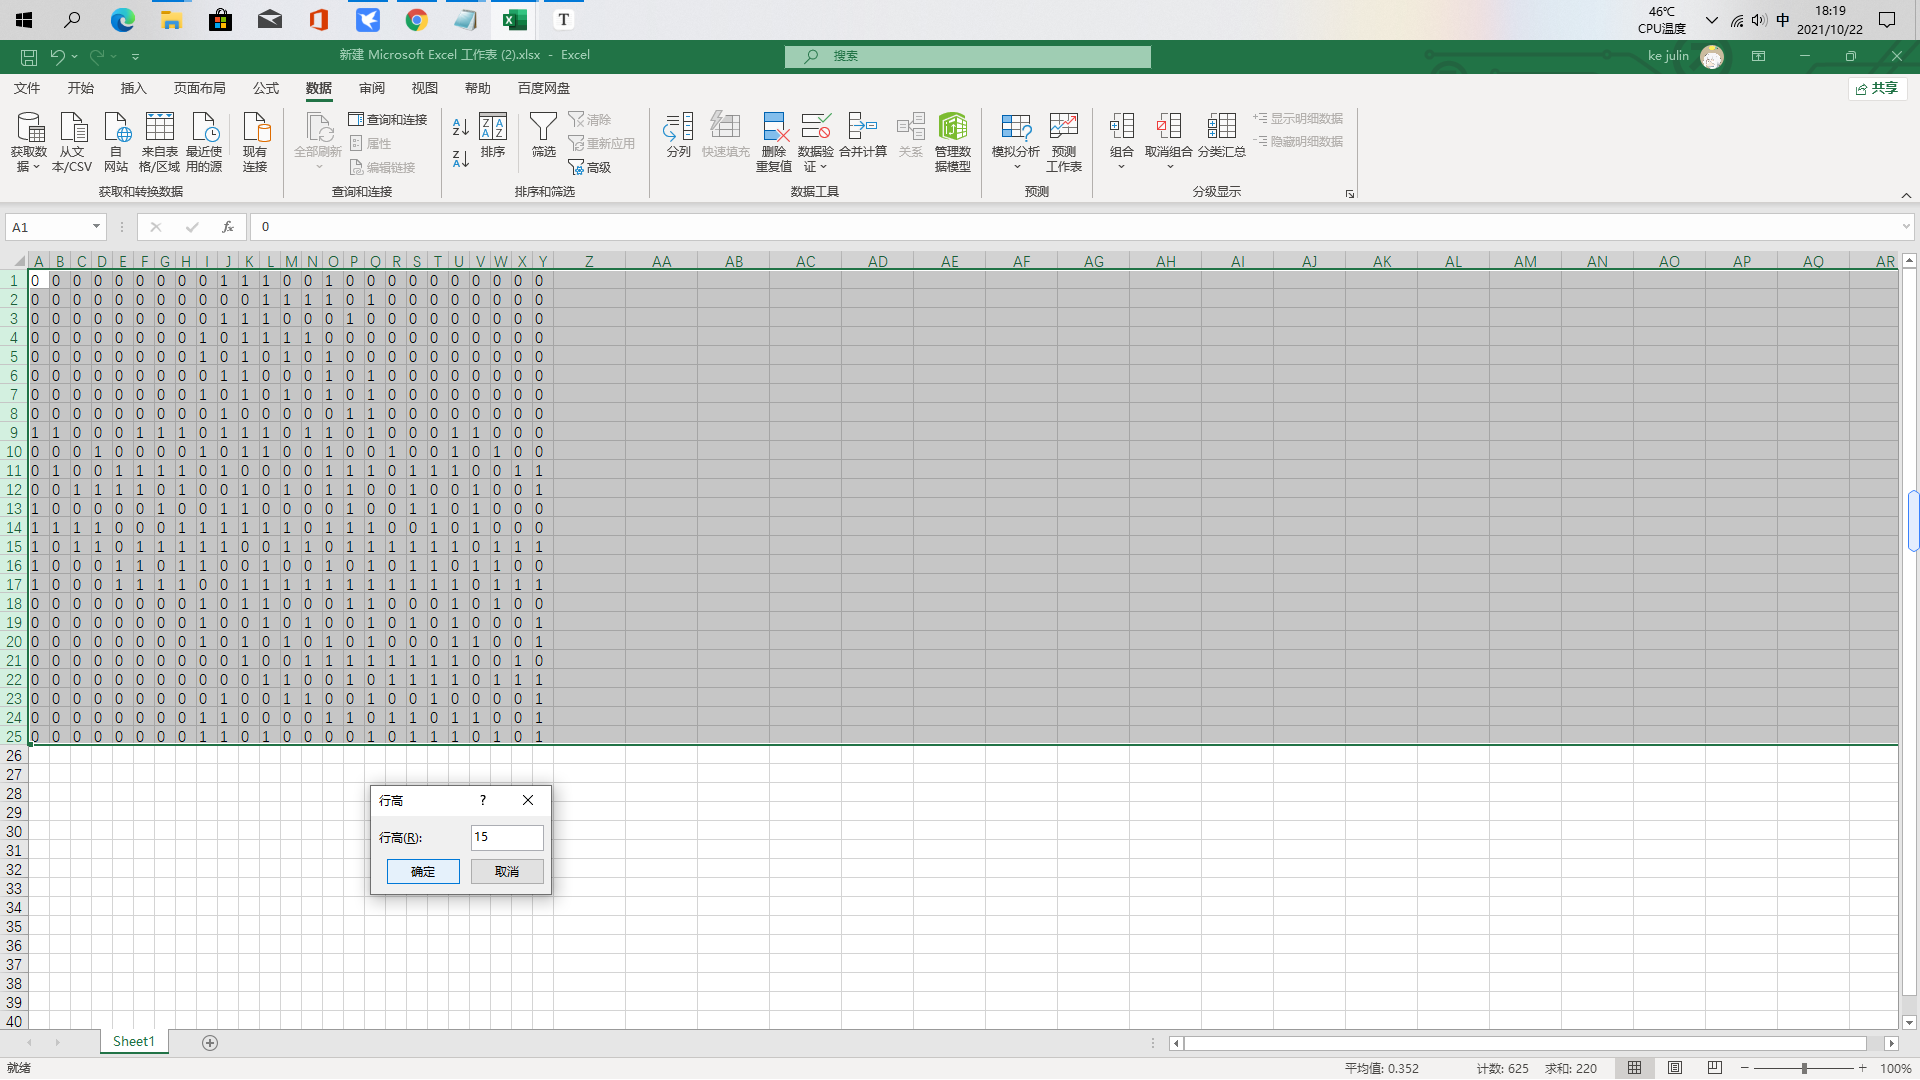 T
46℃
CPU温度
中
18:19
2021/10/22
新建 Microsoft Excel 工作表 (2).xlsx - Excel
搜索
ke julin
文件 开始 插入 页面布局 公式 数据 审阅 视图 帮助 百度网盘
共享
获取数据 从文本/CSV 自网站 来自表格/区域 最近使用的源 现有连接
获取和转换数据
全部刷新 查询和连接 属性 编辑链接
查询和连接
排序 筛选 清除 重新应用 高级
排序和筛选
分列 快速填充 删除重复值 数据验证 合并计算 关系 管理数据模型
数据工具
模拟分析 预测工作表
预测
组合 取消组合 分类汇总 显示明细数据 隐藏明细数据
分级显示
A1 fx 0
A B C D E F G H I J K L M N O P Q R S T U V W X Y Z AA AB AC AD AE AF AG AH AI AJ AK AL AM AN AO AP AQ AR
1 0 0 0 0 0 0 0 0 0 1 1 1 0 0 1 0 0 0 0 0 0 0 0 0 0
2 0 0 0 0 0 0 0 0 0 0 0 1 1 1 1 0 1 0 0 0 0 0 0 0 0
3 0 0 0 0 0 0 0 0 0 1 1 1 0 0 0 1 0 0 0 0 0 0 0 0 0
4 0 0 0 0 0 0 0 0 1 0 1 1 1 1 0 0 0 0 0 0 0 0 0 0 0
5 0 0 0 0 0 0 0 0 1 0 1 0 1 0 1 0 0 0 0 0 0 0 0 0 0
6 0 0 0 0 0 0 0 0 0 1 1 0 0 0 1 0 1 0 0 0 0 0 0 0 0
7 0 0 0 0 0 0 0 0 1 0 1 0 1 0 1 0 1 0 0 0 0 0 0 0 0
8 0 0 0 0 0 0 0 0 0 1 0 0 0 0 0 1 1 0 0 0 0 0 0 0 0
9 1 1 0 0 0 1 1 1 0 1 1 1 0 1 1 0 1 0 0 0 1 1 0 0 0
10 0 0 0 1 0 0 0 0 1 0 1 1 0 0 1 0 0 1 0 0 1 0 1 0 0
11 0 1 0 0 1 1 1 1 0 1 0 0 0 0 1 1 1 0 1 1 1 0 0 1 1
12 0 0 1 1 1 1 0 1 0 0 1 0 1 0 1 1 0 0 1 0 0 1 0 0 1
13 1 0 0 0 0 0 1 0 0 1 1 0 0 0 0 1 0 0 1 1 0 1 0 0 0
14 1 1 1 1 0 0 0 1 1 1 1 1 1 0 1 1 1 0 0 1 0 1 0 0 0
15 1 0 1 1 0 1 1 1 1 1 0 0 1 1 0 1 1 1 1 1 1 0 1 1 1
16 1 0 0 0 1 1 0 1 1 0 0 1 0 0 1 0 1 0 1 1 0 1 1 0 0
17 1 0 0 0 1 1 1 1 0 0 1 1 1 1 1 1 1 1 1 1 1 0 1 1 1
18 0 0 0 0 0 0 0 0 1 0 1 1 0 0 0 1 1 0 0 0 1 0 1 0 0
19 0 0 0 0 0 0 0 0 1 0 0 1 0 1 0 0 1 0 1 0 1 0 0 0 1
20 0 0 0 0 0 0 0 0 1 0 1 0 1 0 1 0 1 0 0 0 1 1 0 0 1
21 0 0 0 0 0 0 0 0 0 0 1 0 0 1 1 1 1 1 1 1 1 0 0 1 0
22 0 0 0 0 0 0 0 0 0 0 0 1 1 0 0 1 0 1 1 1 1 0 1 1 1
23 0 0 0 0 0 0 0 0 0 1 0 0 1 1 0 0 1 0 0 1 0 0 0 0 1
24 0 0 0 0 0 0 0 0 1 1 0 0 0 0 1 1 0 1 1 0 1 1 0 0 1
25 0 0 0 0 0 0 0 0 1 1 0 1 0 0 0 0 1 0 1 1 1 0 1 0 1
26
27
28
29
30
31
32
33
34
35
36
37
38
39
40
行高 ?
行高(R): 15
确定 取消
Sheet1
就绪 平均值: 0.352 计数: 625 求和: 220 100%